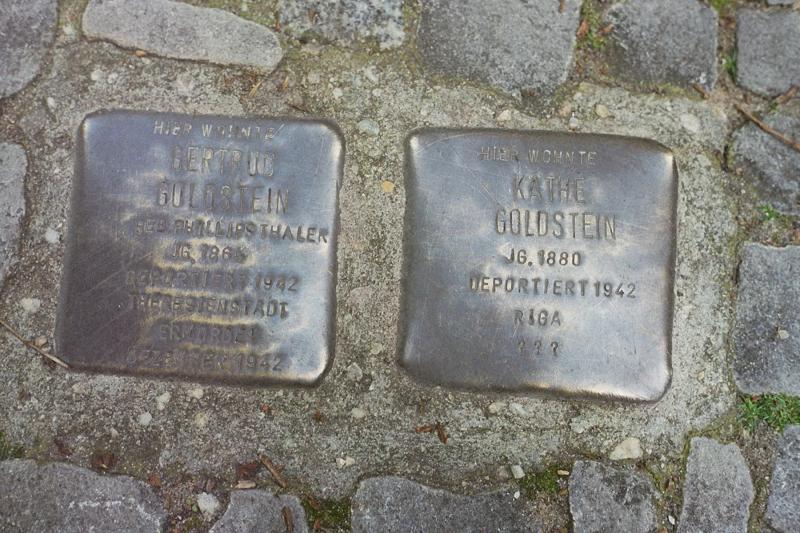 HIER WOHNTE
GERTRUD
GOLDSTEIN
GEB. PHILLIPSTHALER
JG.
DEPORTIERT 1942
THERESIENSTADT
ERMORDET
DEZEMBER 1942
HIER WOHNTE
KÄTHE
GOLDSTEIN
JG. 1880
DEPORTIERT 1942
RIGA
???